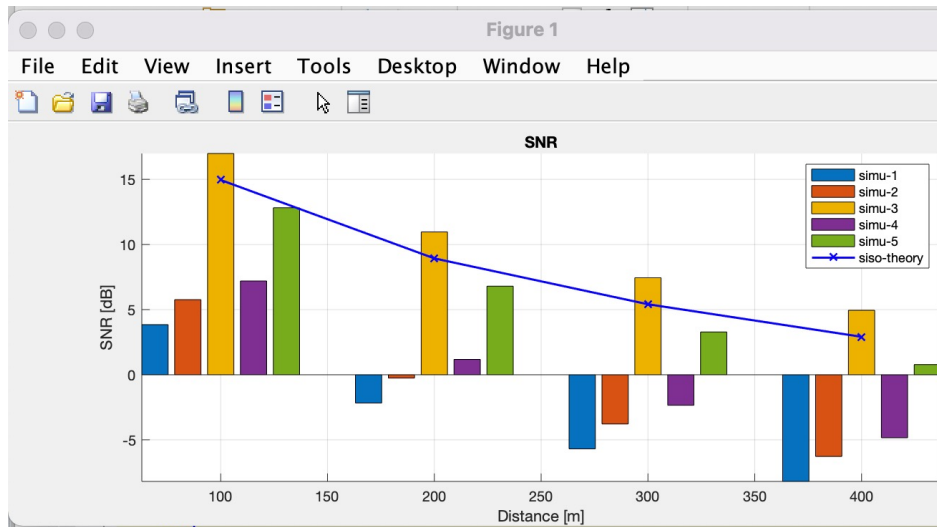 Figure 1
File Edit View Insert Tools Desktop Window Help
SNR
15
10
5
0
-5
SNR [dB]
100 150 200 250 300 350 400
Distance [m]
simu-1
simu-2
simu-3
simu-4
simu-5
siso-theory